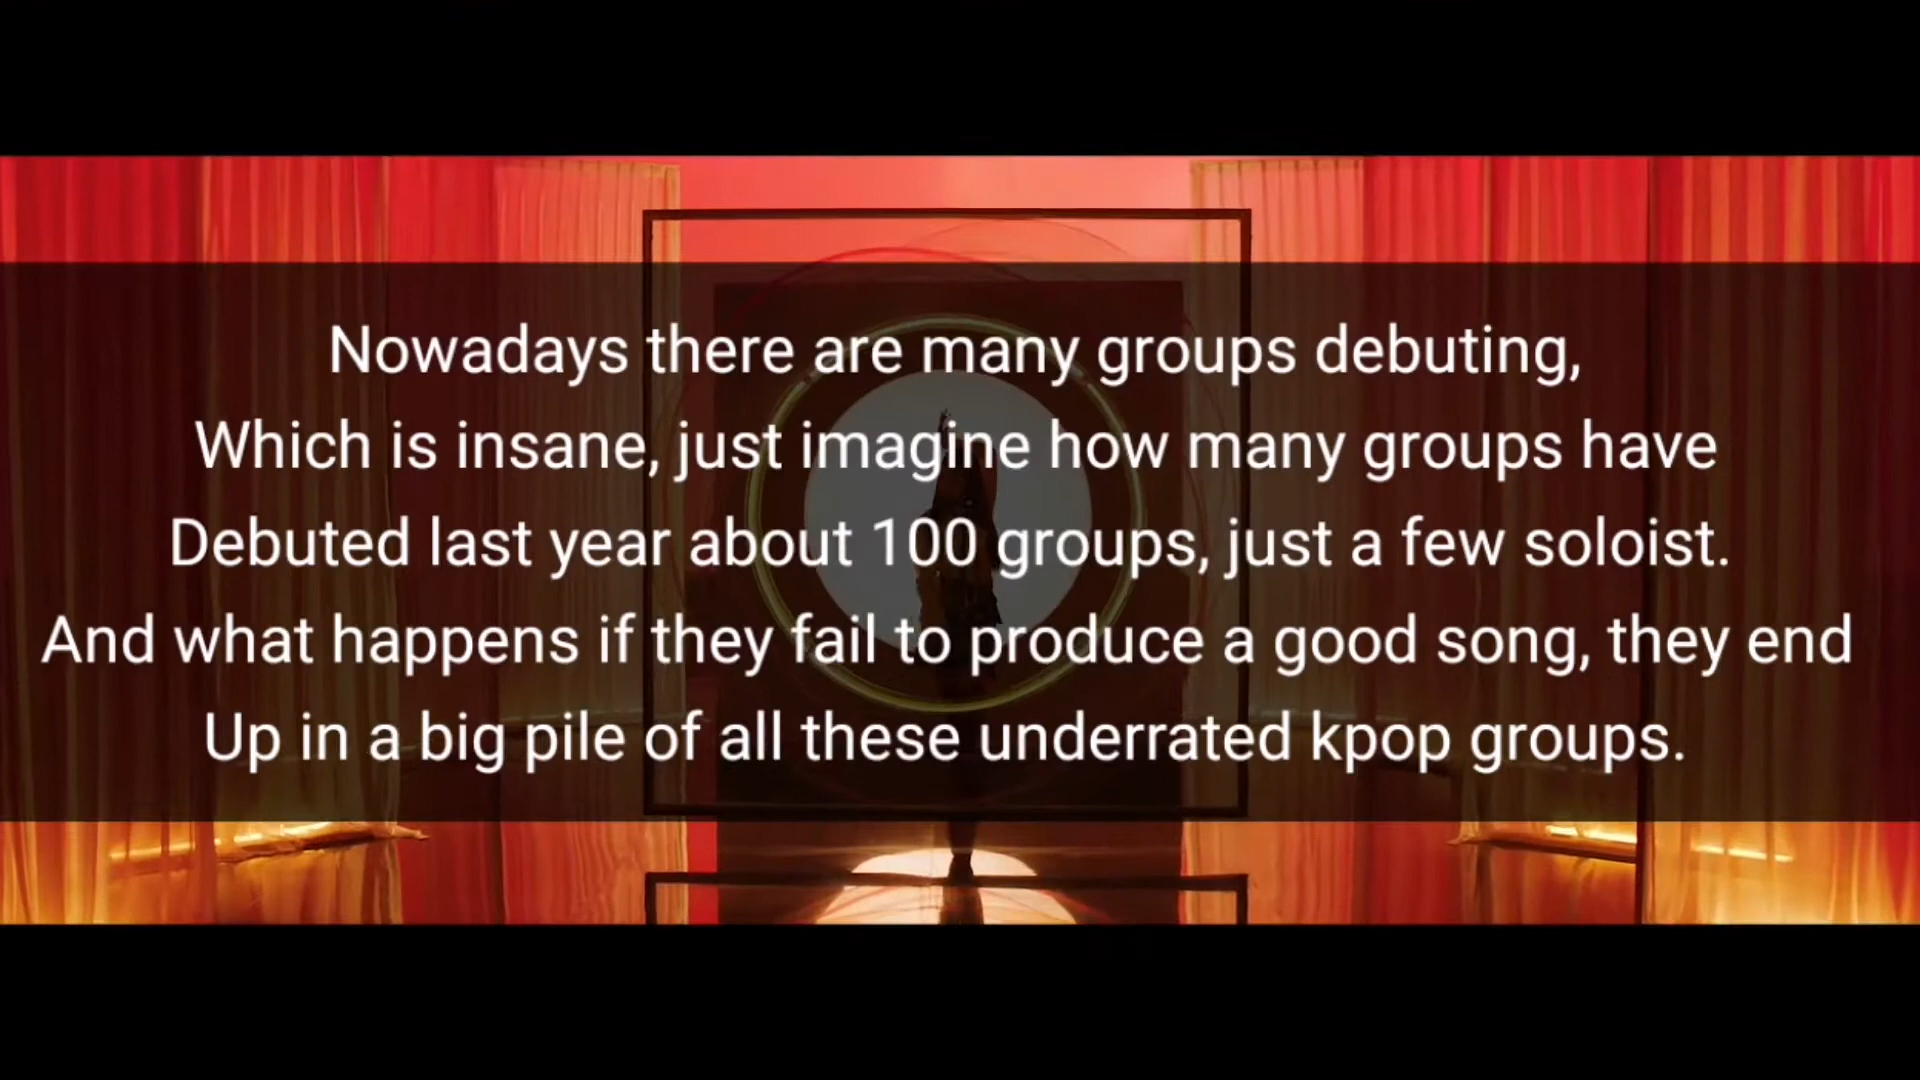 Nowadays there are many groups debuting,
Which is insane, just imagine how many groups have
Debuted last year about 100 groups, just a few soloist.
And what happens if they fail to produce a good song, they end
Up in a big pile of all these underrated kpop groups.